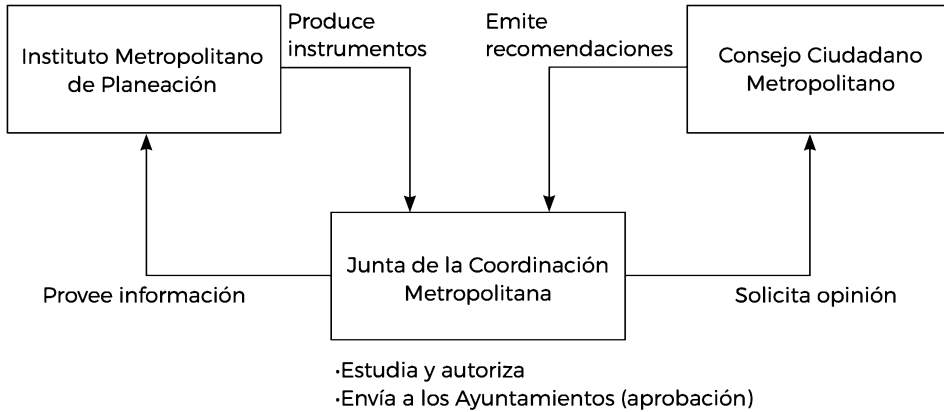 Produce
instrumentos
Emite
recomendaciones
Instituto Metropolitano
de Planeación
Consejo Ciudadano
Metropolitano
Junta de la Coordinación
Metropolitana
Provee información
Solicita opinión
·Estudia y autoriza
·Envía a los Ayuntamientos (aprobación)